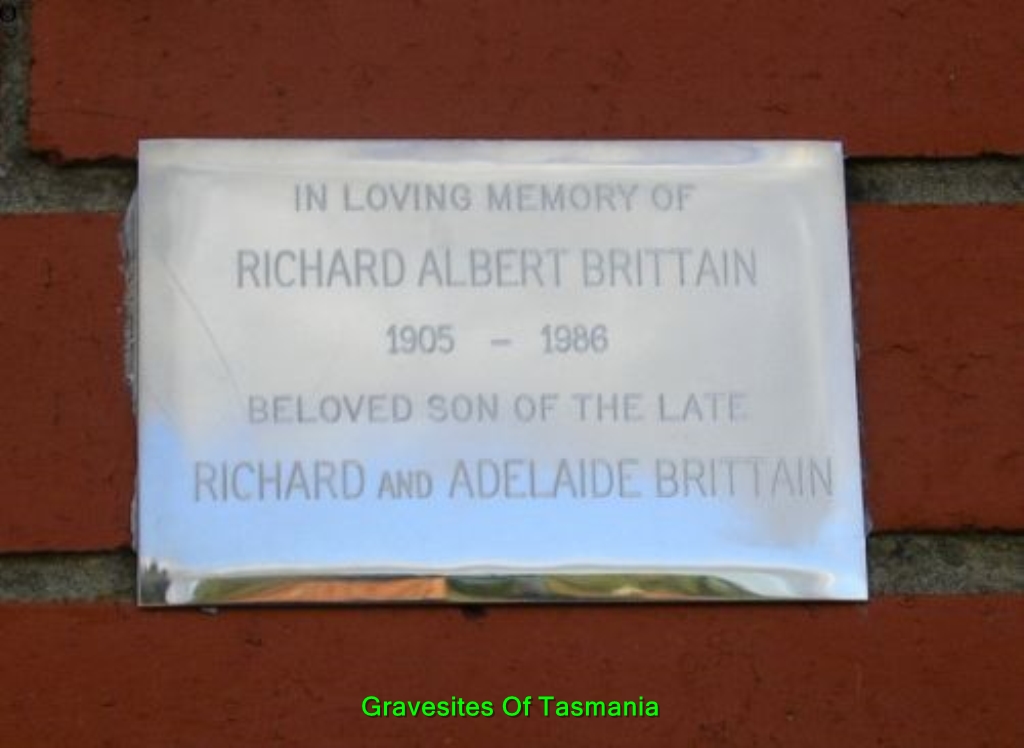 IN LOVING MEMORY OF
RICHARD ALBERT BRITTAIN
1905 - 1986
BELOVED SON OF THE LATE
RICHARD AND ADELAIDE BRITTAIN
Gravesites Of Tasmania